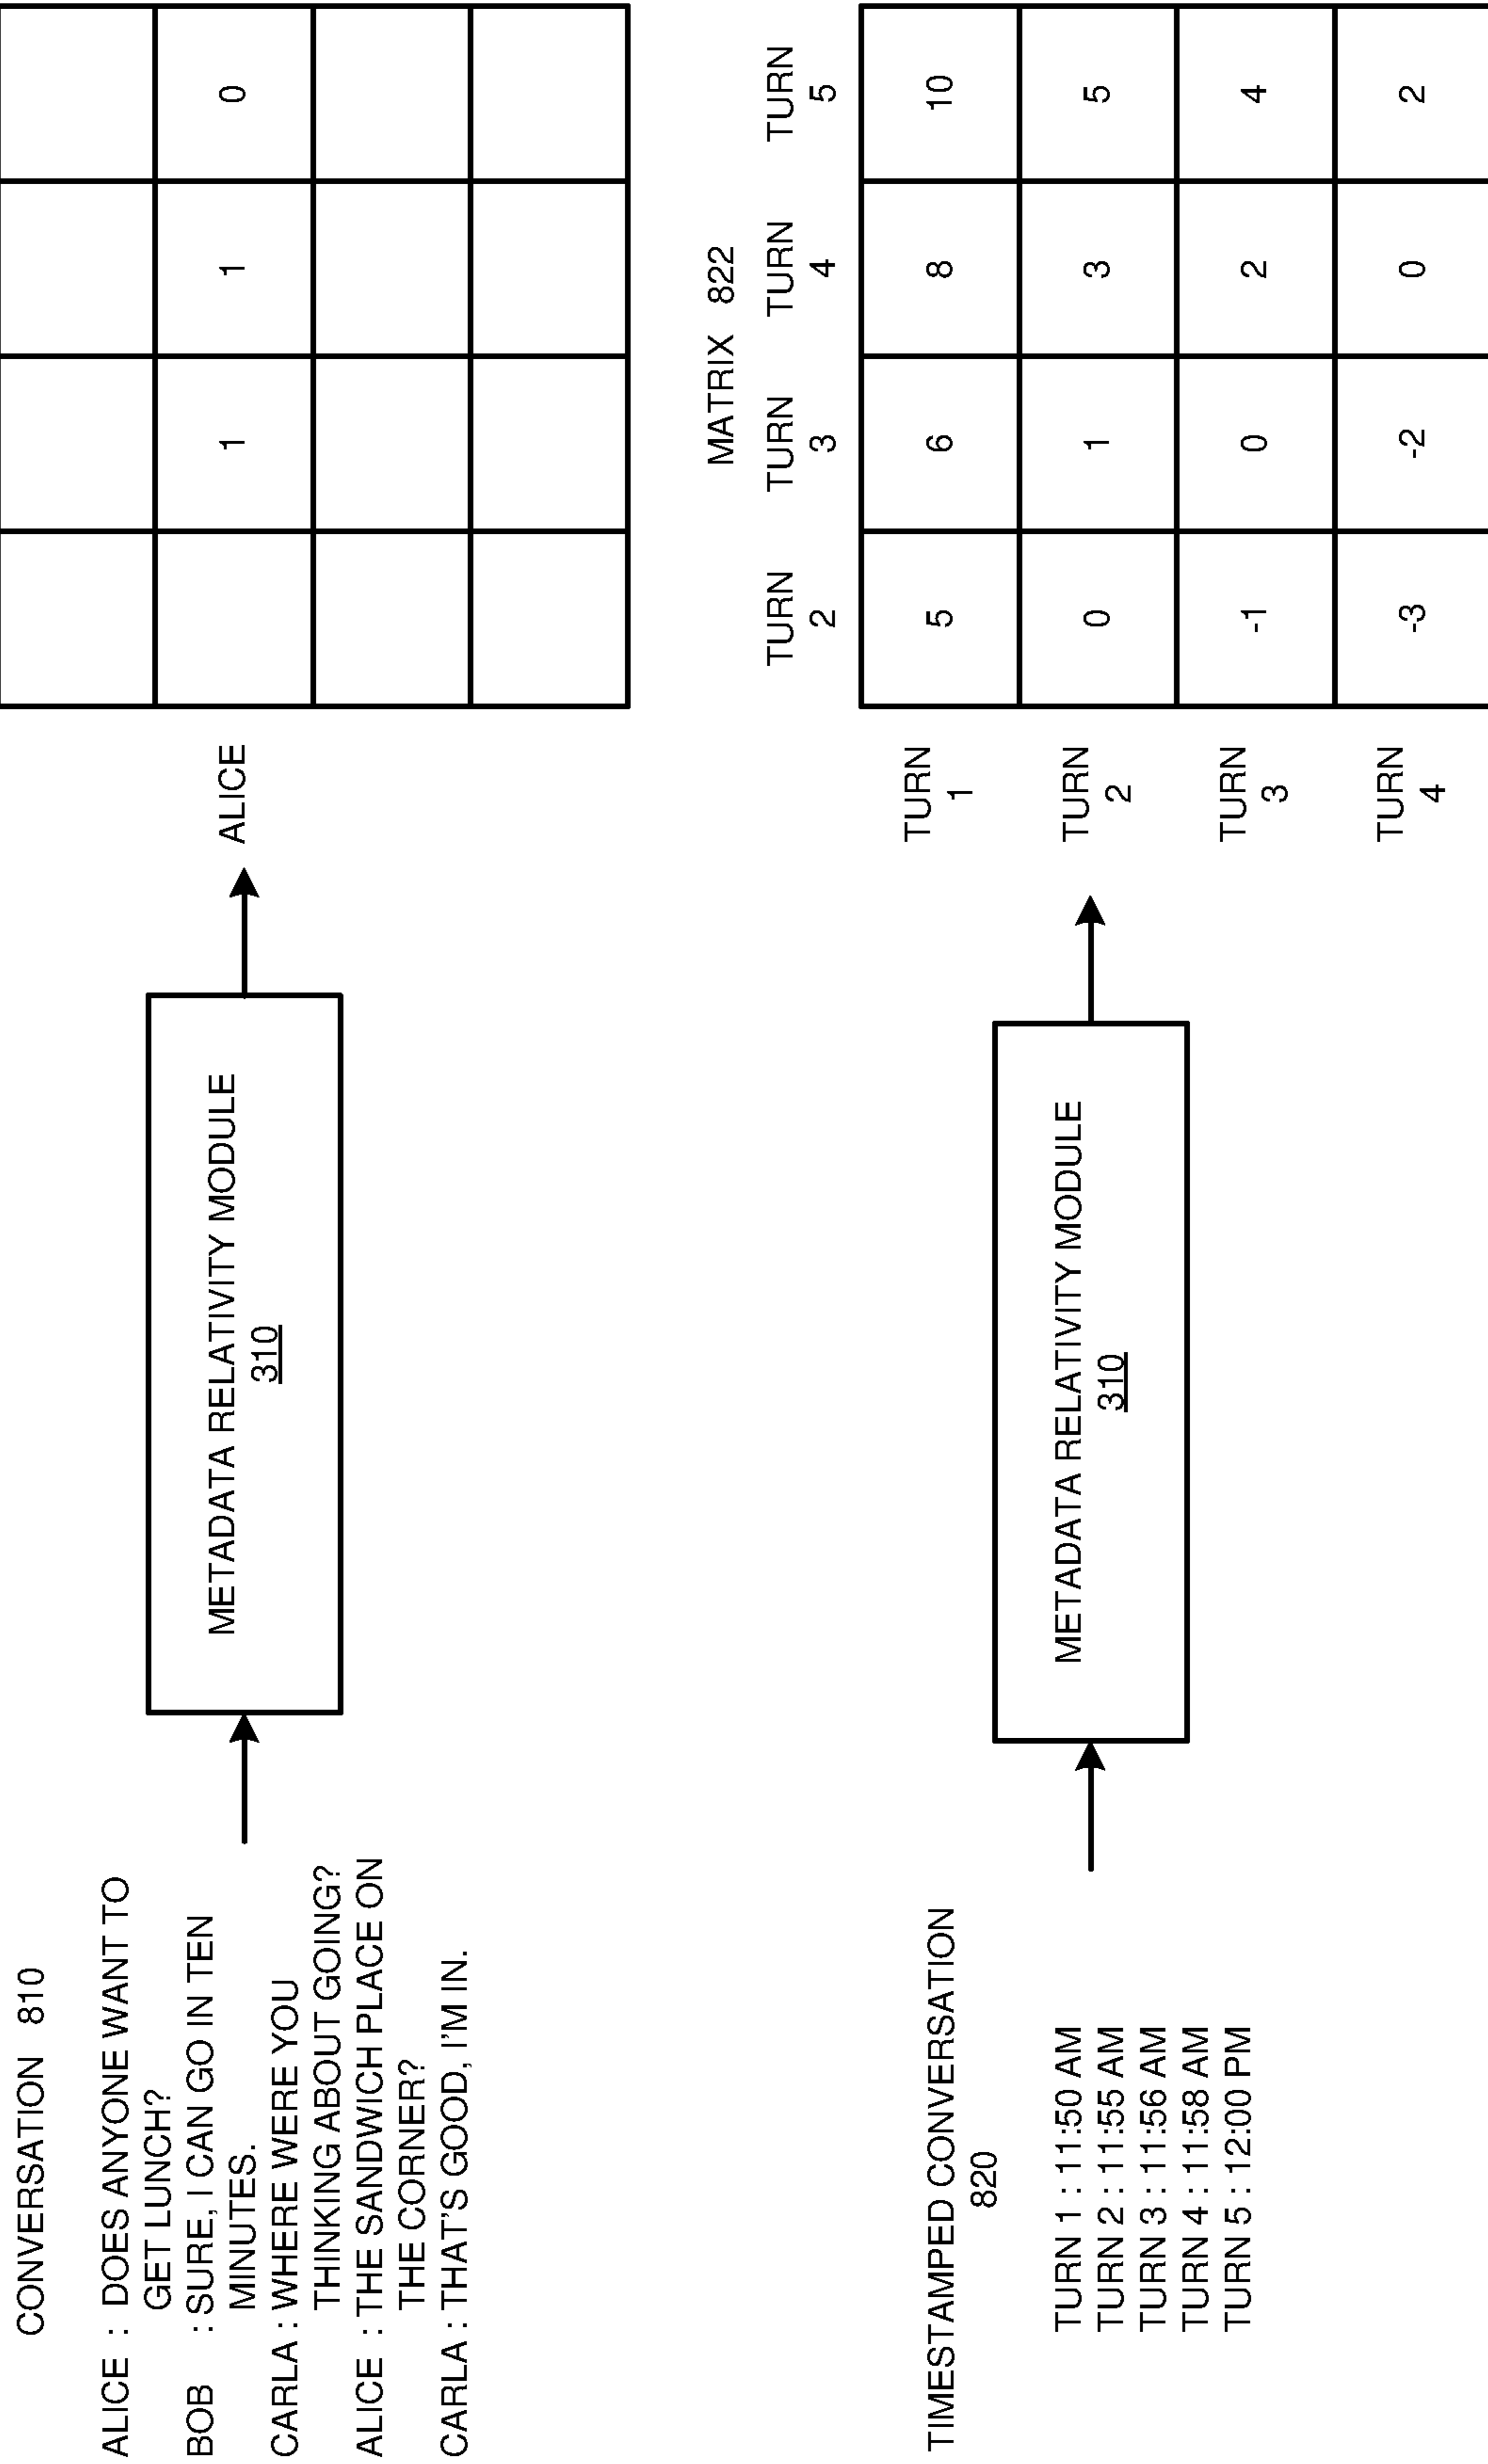 CONVERSATION 810
ALICE : DOES ANYONE WANT TO
GET LUNCH?
BOB : SURE, I CAN GO IN TEN
MINUTES.
CARLA : WHERE WERE YOU
THINKING ABOUT GOING?
ALICE : THE SANDWICH PLACE ON
THE CORNER?
CARLA : THAT'S GOOD, I'M IN.
METADATA RELATIVITY MODULE
310
ALICE
1 1 0
TIMESTAMPED CONVERSATION
820
TURN 1 : 11:50 AM
TURN 2 : 11:55 AM
TURN 3 : 11:56 AM
TURN 4 : 11:58 AM
TURN 5 : 12:00 PM
METADATA RELATIVITY MODULE
310
MATRIX 822
TURN TURN TURN TURN
2 3 4 5
TURN
1
5 6 8 10
TURN
2
0 1 3 5
TURN
3
-1 0 2 4
TURN
4
-3 -2 0 2